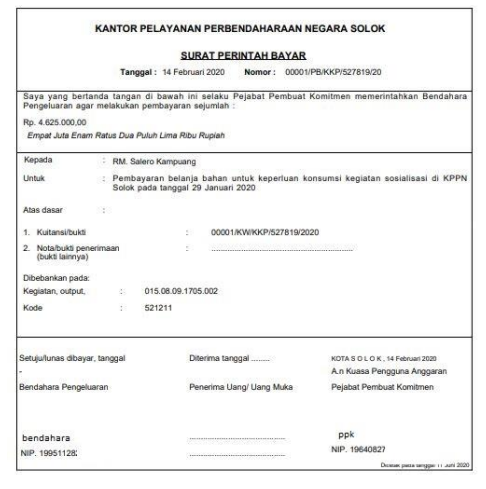 KANTOR PELAYANAN PERBENDAHARAAN NEGARA SOLOK
SURAT PERINTAH BAYAR
Tanggal : 14 Februari 2020 Nomor : 00001/PB/KKP/527819/20
Saya yang bertanda tangan di bawah ini selaku Pejabat Pembuat Komitmen memerintahkan Bendahara
Pengeluaran agar melakukan pembayaran sejumlah :
Rp. 4.625.000,00
Empat Juta Enam Ratus Dua Puluh Lima Ribu Rupiah
Kepada : RM. Salero Kampuang
Untuk : Pembayaran belanja bahan untuk keperluan konsumsi kegiatan sosialisasi di KPPN
Solok pada tanggal 29 Januari 2020
Atas dasar :
1. Kuitansi/bukti : 00001/KW/KKP/527819/2020
2. Nota/bukti penerimaan : ..................................................
(bukti lainnya)
Dibebankan pada:
Kegiatan, output, : 015.08.09.1705.002
Kode : 521211
Setuju/lunas dibayar, tanggal Diterima tanggal ......... KOTA S O L O K , 14 Februari 2020
- A.n Kuasa Pengguna Anggaran
Bendahara Pengeluaran Penerima Uang/ Uang Muka Pejabat Pembuat Komitmen
bendahara .................................. ppk
NIP. 19951128 .................................. NIP. 19640827
pada tanggal 2020